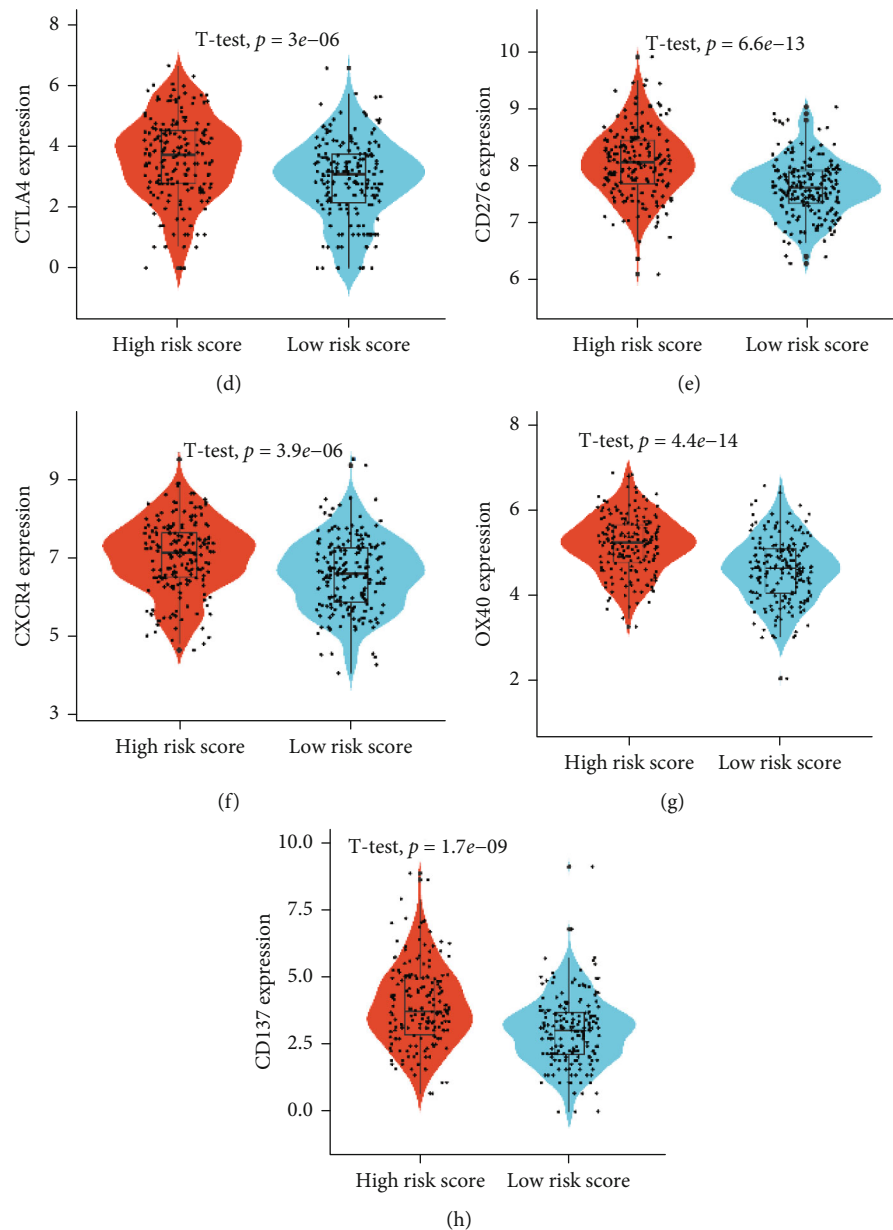 T-test, p = 3e−06
8
6
4
2
0
CTLA4 expression
High risk score
Low risk score
(d)
T-test, p = 6.6e−13
10
9
8
7
6
CD276 expression
High risk score
Low risk score
(e)
T-test, p = 3.9e−06
9
7
5
3
CXCR4 expression
High risk score
Low risk score
(f)
T-test, p = 4.4e−14
8
6
4
2
OX40 expression
High risk score
Low risk score
(g)
T-test, p = 1.7e−09
10.0
7.5
5.0
2.5
0.0
CD137 expression
High risk score
Low risk score
(h)